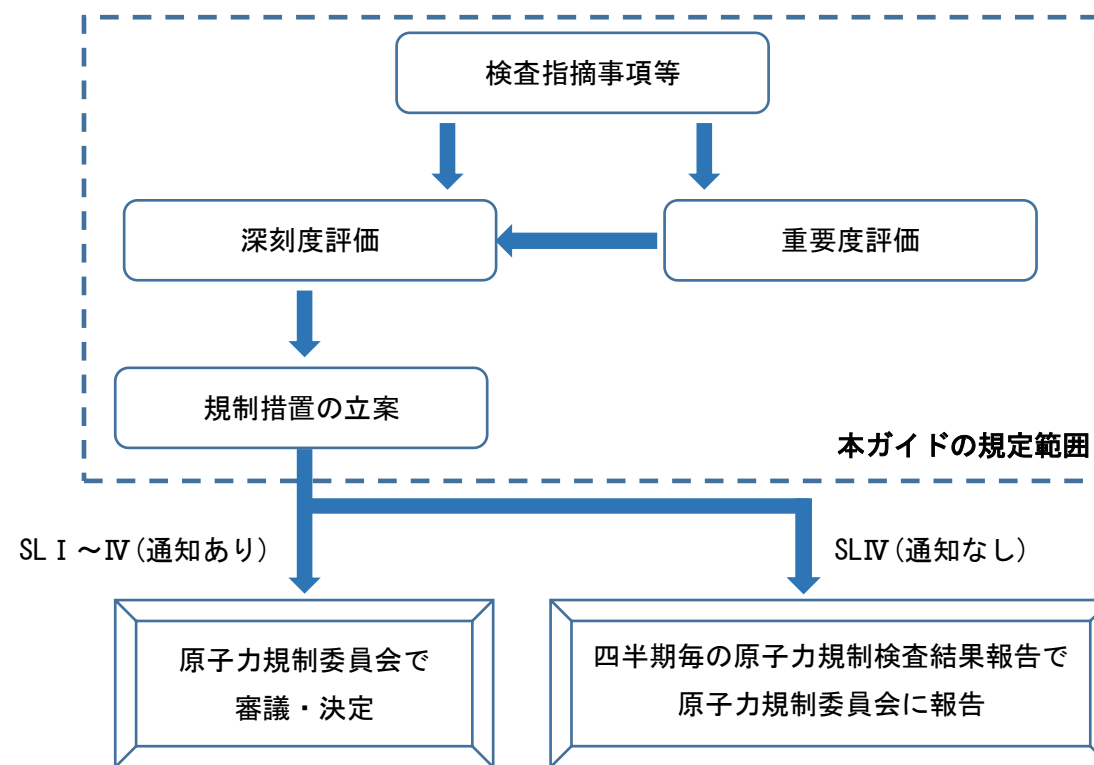 検査指摘事項等
深刻度評価
重要度評価
規制措置の立案
本ガイドの規定範囲
SLⅠ～Ⅳ(通知あり)
SLⅣ(通知なし)
原子力規制委員会で
審議・決定
四半期毎の原子力規制検査結果報告で
原子力規制委員会に報告